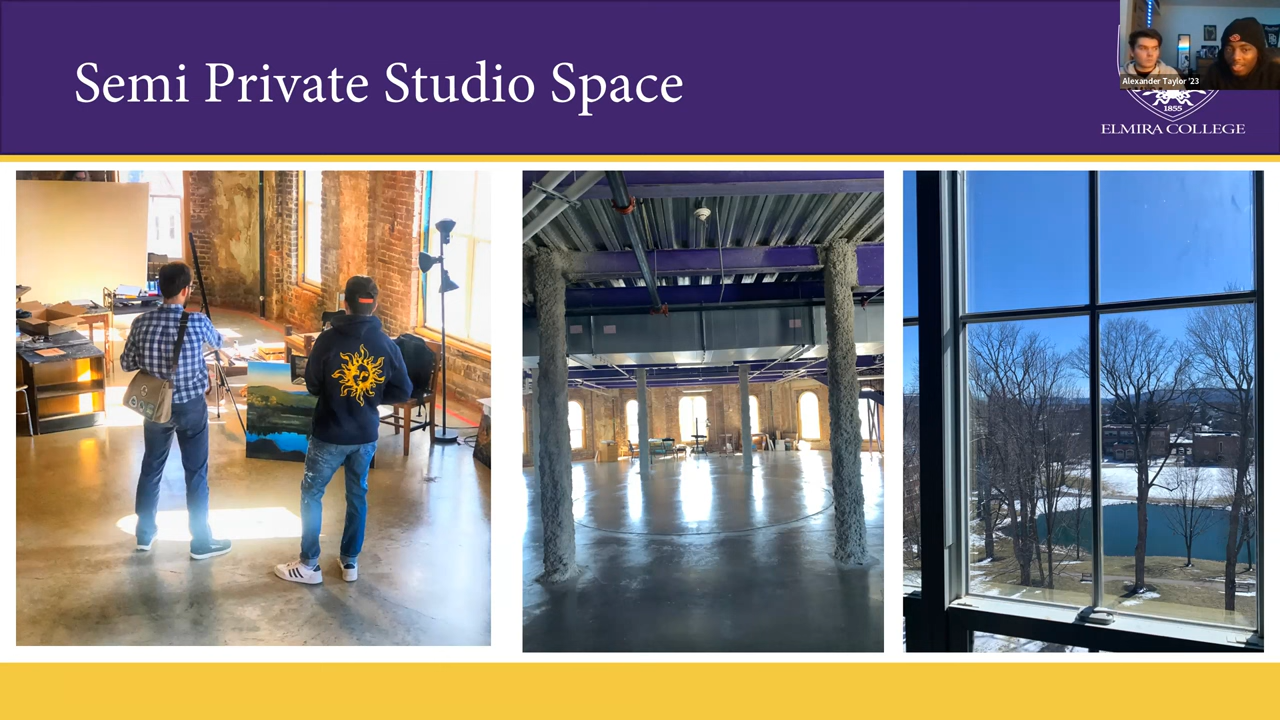 Semi Private Studio Space
Alexander Taylor '23
1855
ELMIRA COLLEGE